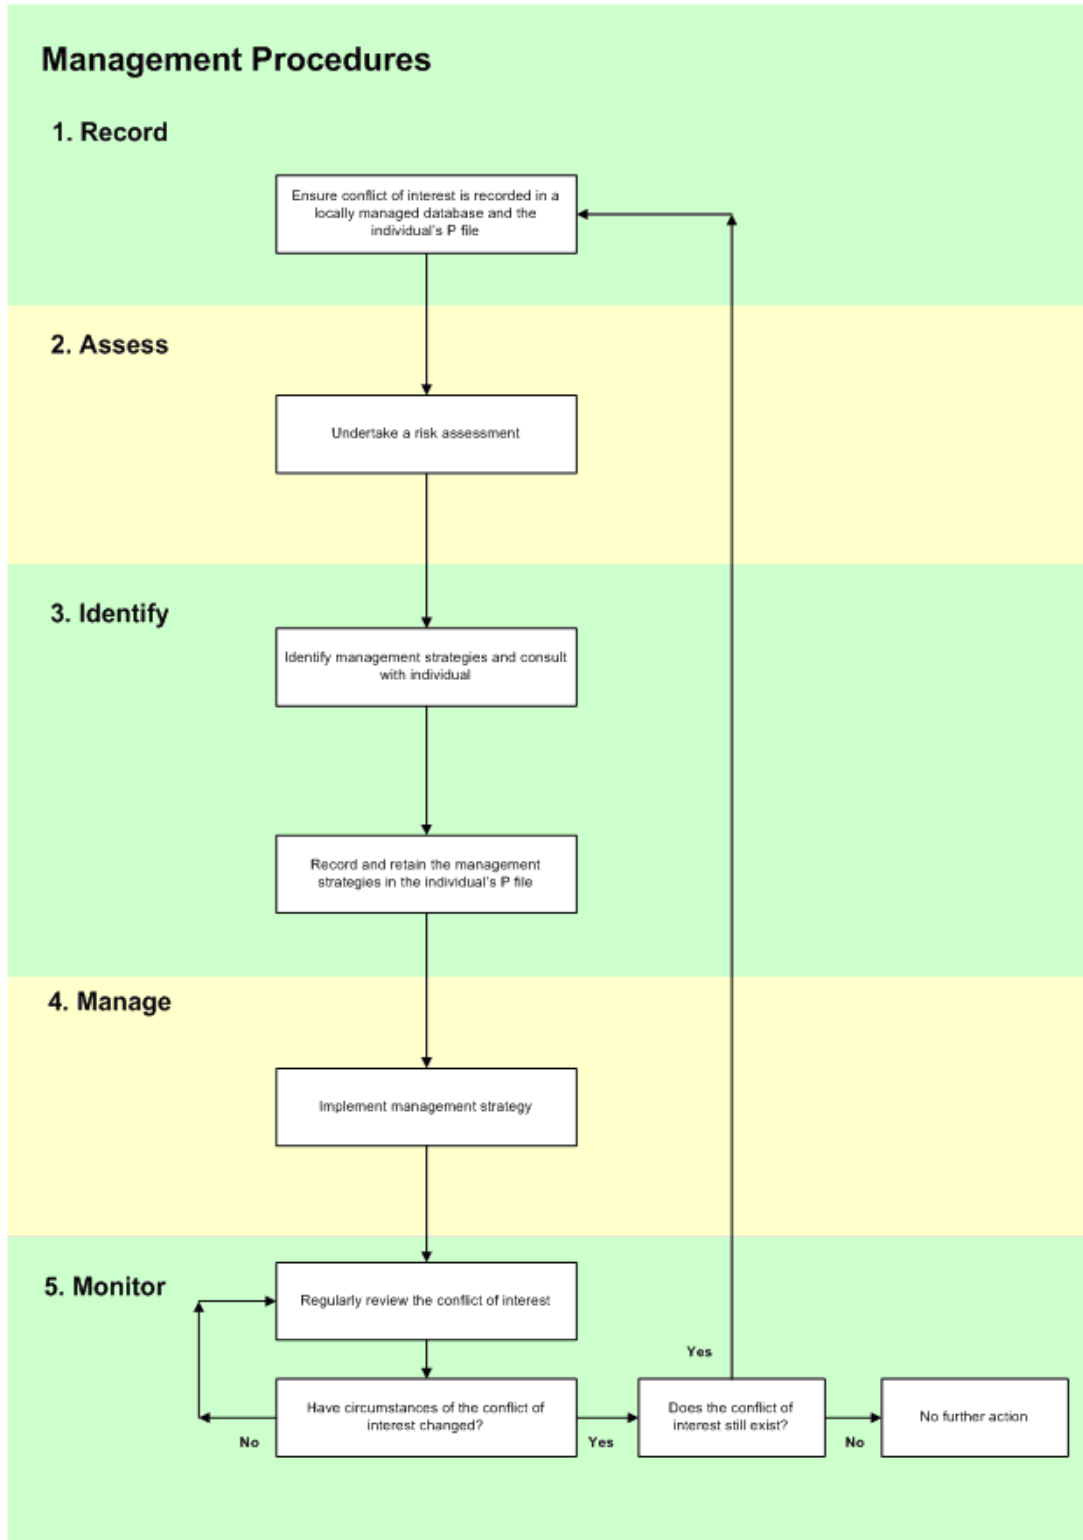 Management Procedures
1. Record
Ensure conflict of interest is recorded in a
locally managed database and the
individual's P file
2. Assess
Undertake a risk assessment
3. Identify
Identify management strategies and consult
with individual
Record and retain the management
strategies in the individual's P file
4. Manage
Implement management strategy
5. Monitor
Regularly review the conflict of interest
Yes
Have circumstances of the conflict of
interest changed?
No
Yes
Does the conflict of
interest still exist?
No
No further action